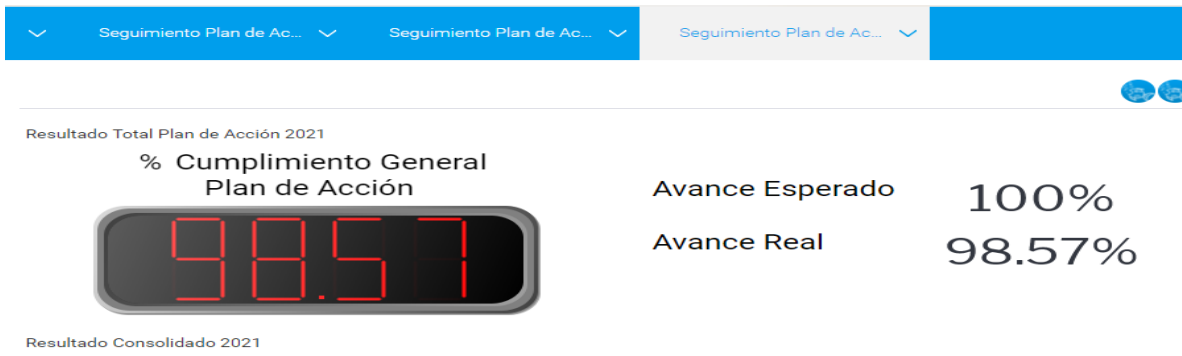 Seguimiento Plan de Ac... Seguimiento Plan de Ac... Seguimiento Plan de Ac...
Resultado Total Plan de Acción 2021
% Cumplimiento General
Plan de Acción
98.57
Avance Esperado 100%
Avance Real 98.57%
Resultado Consolidado 2021